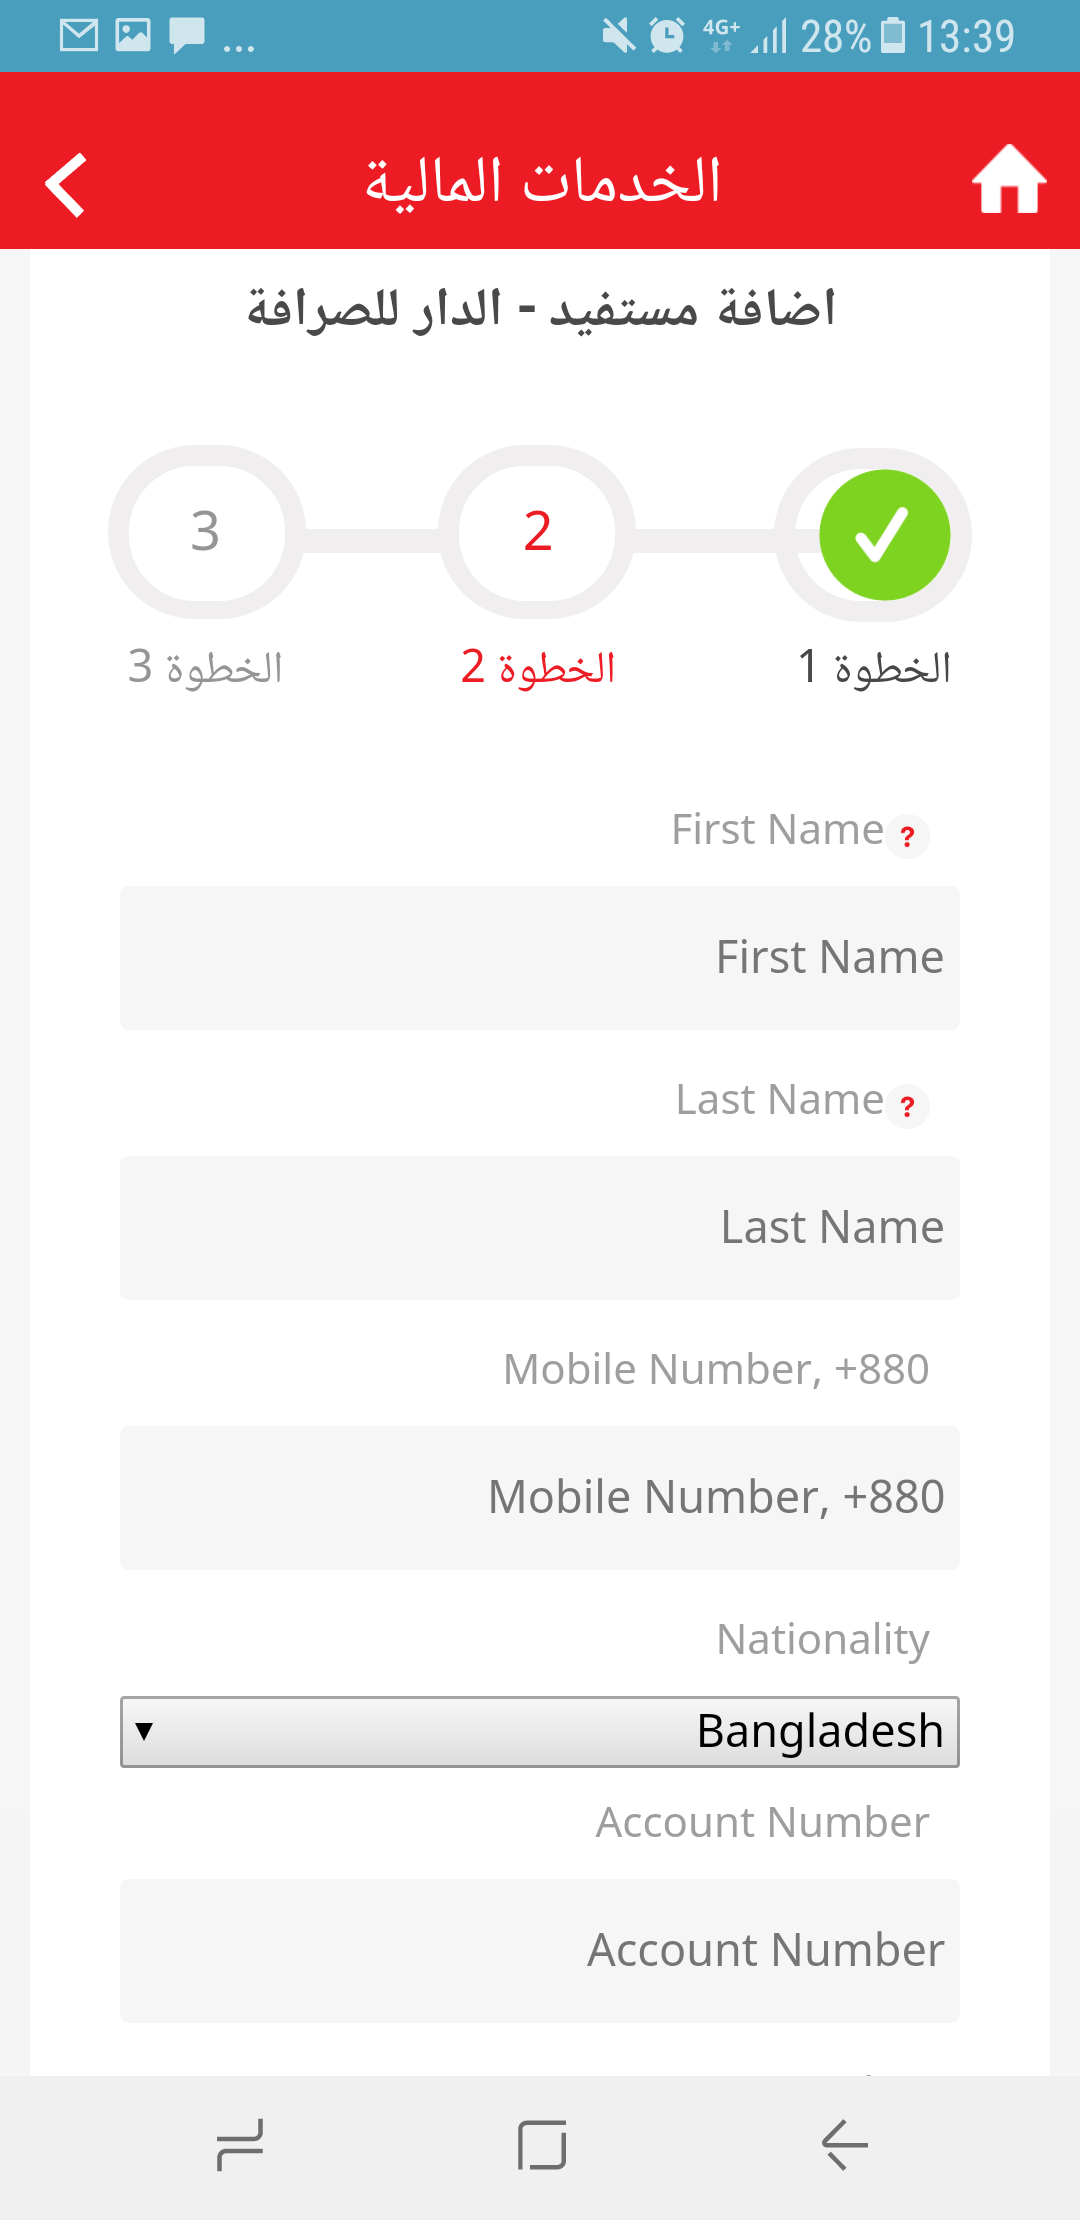 ... 4G+ 28% 13:39
الخدمات المالية
اضافة مستفيد - الدار للصرافة
2 3
الخطوة 1 الخطوة 2 الخطوة 3
First Name ?
First Name
Last Name ?
Last Name
Mobile Number, +880
Mobile Number, +880
Nationality
Bangladesh
Account Number
Account Number